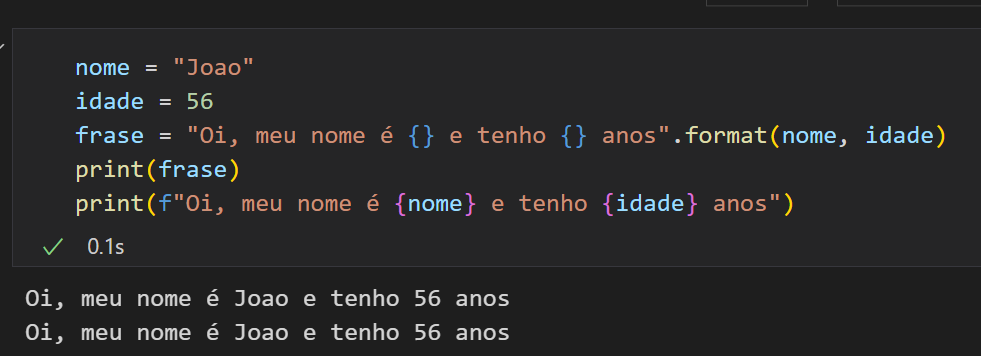 nome = "Joao"
idade = 56
frase = "Oi, meu nome é {} e tenho {} anos".format(nome, idade)
print(frase)
print(f"Oi, meu nome é {nome} e tenho {idade} anos")
0.1s
Oi, meu nome é Joao e tenho 56 anos
Oi, meu nome é Joao e tenho 56 anos